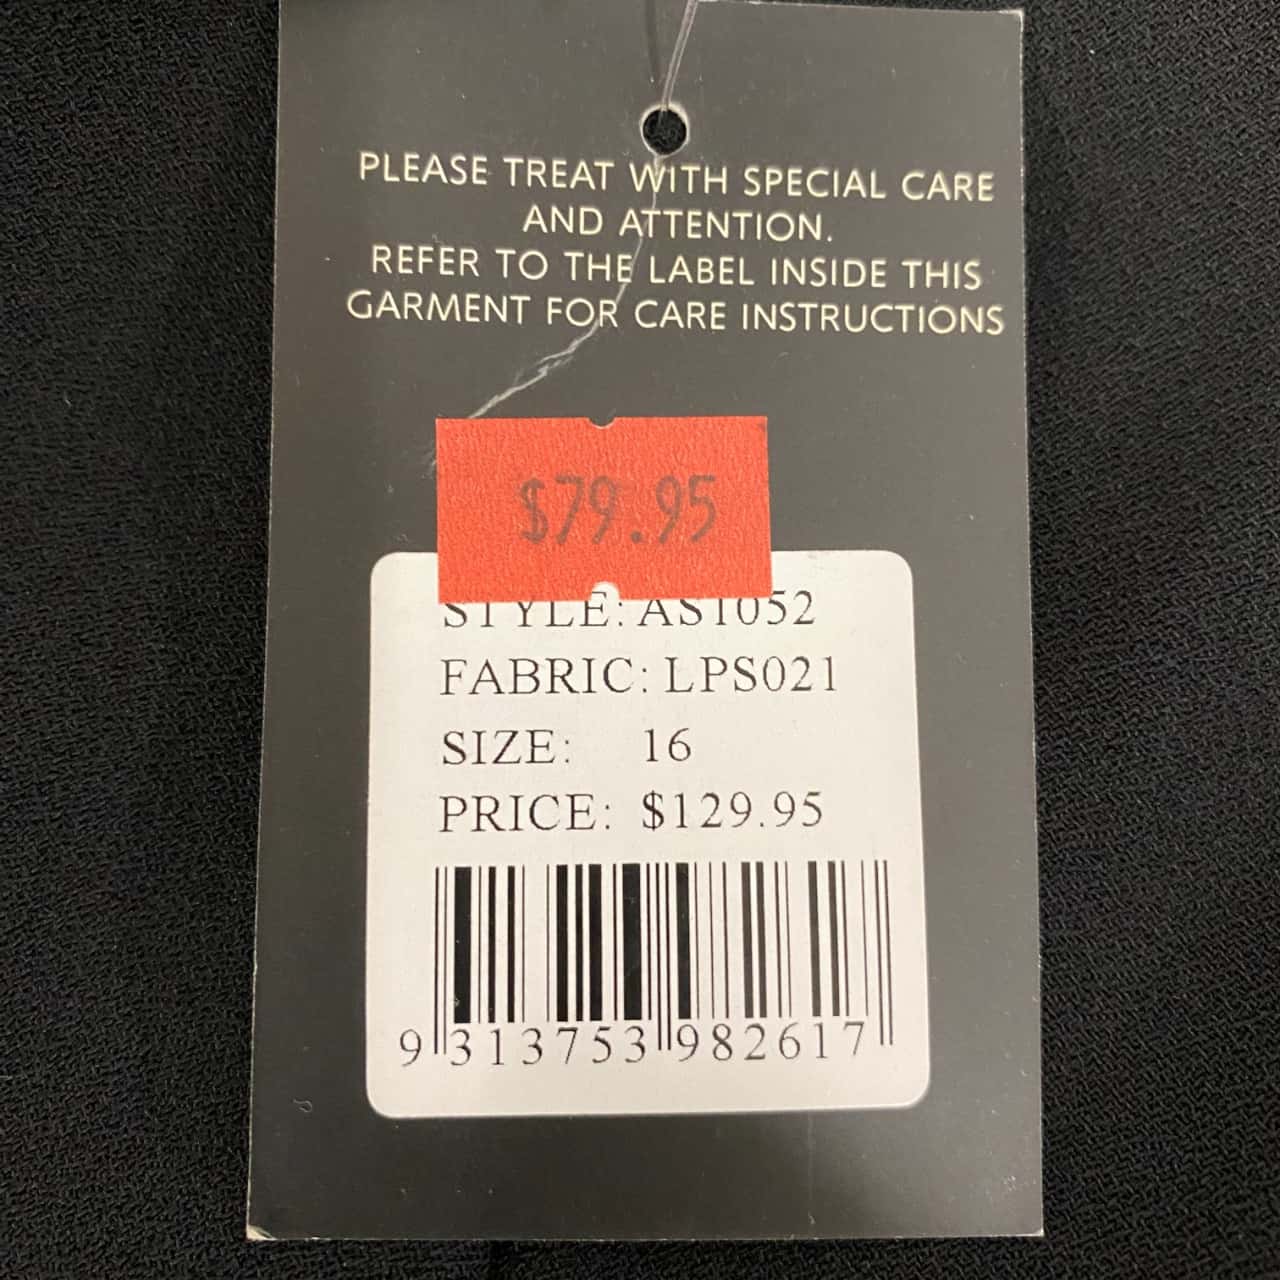 PLEASE TREAT WITH SPECIAL CARE
AND ATTENTION.
REFER TO THE LABEL INSIDE THIS
GARMENT FOR CARE INSTRUCTIONS
$79.95
STYLE: AS1052
FABRIC: LPS021
SIZE: 16
PRICE: $129.95
9 313753 982617